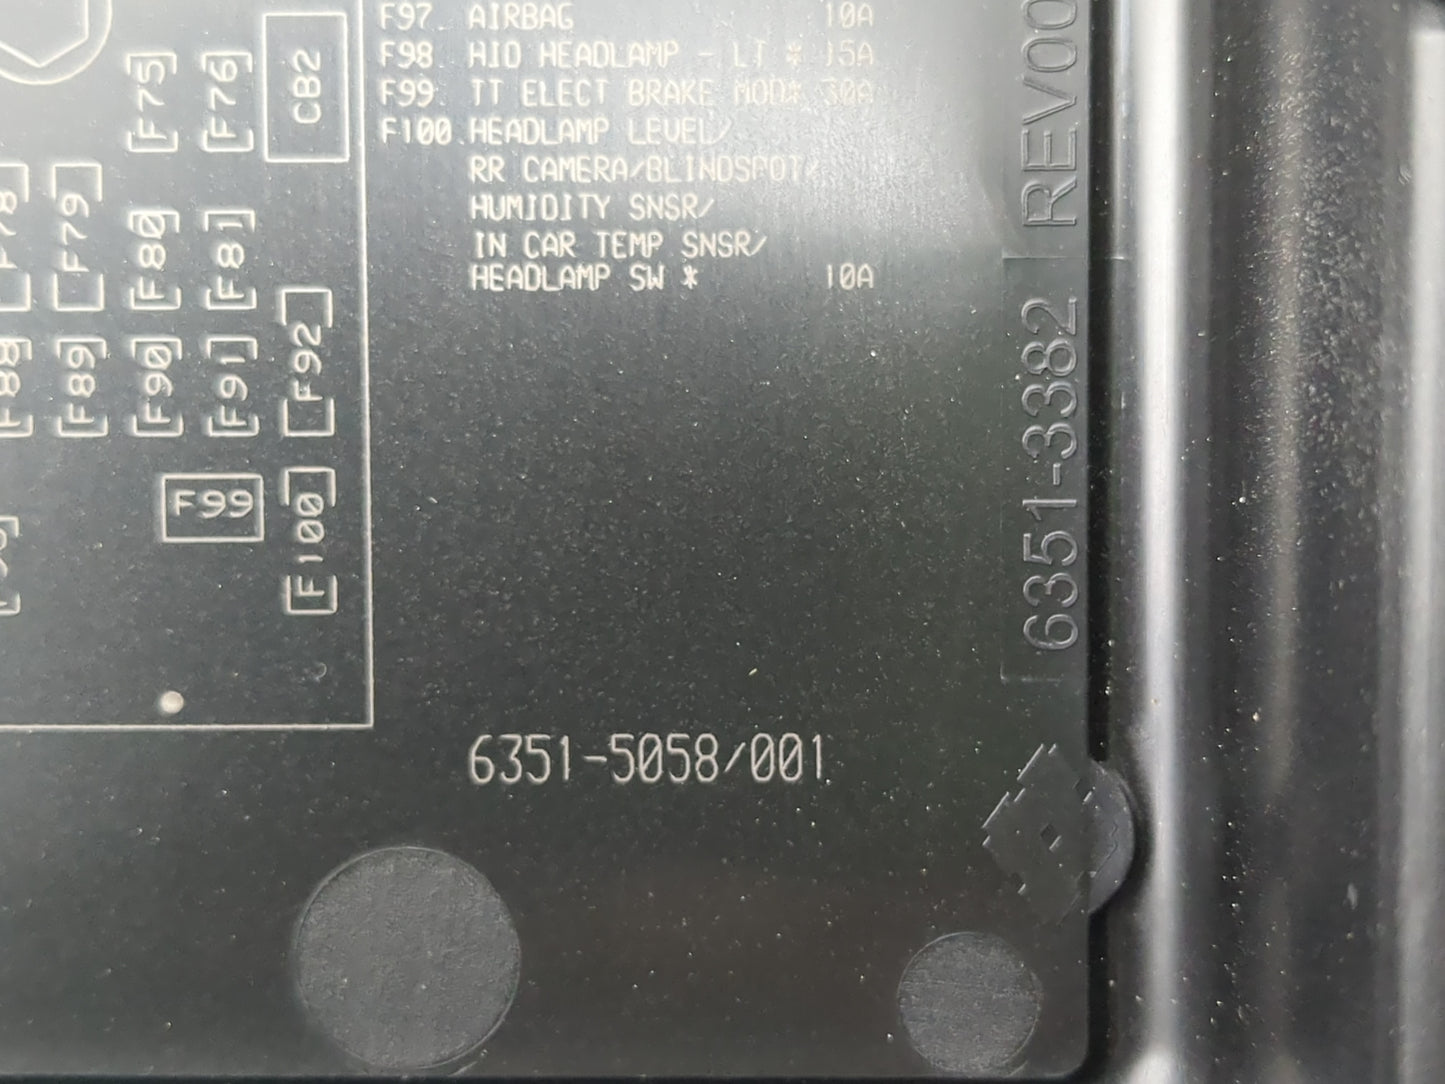 F97 AIRBAG 10A
F98 HID HEADLAMP - LT * 15A
F99 TT ELECT BRAKE MOD* 30A
F100 HEADLAMP LEVEL/
RR CAMERA/BLINDSPOT/
HUMIDITY SNSR/
IN CAR TEMP SNSR/
HEADLAMP SW * 10A
F75
F76
CB2
F78
F79
F80
F81
F88
F89
F90
F91
F92
F99
F100
6351-5058/001
6351-3382 REV00